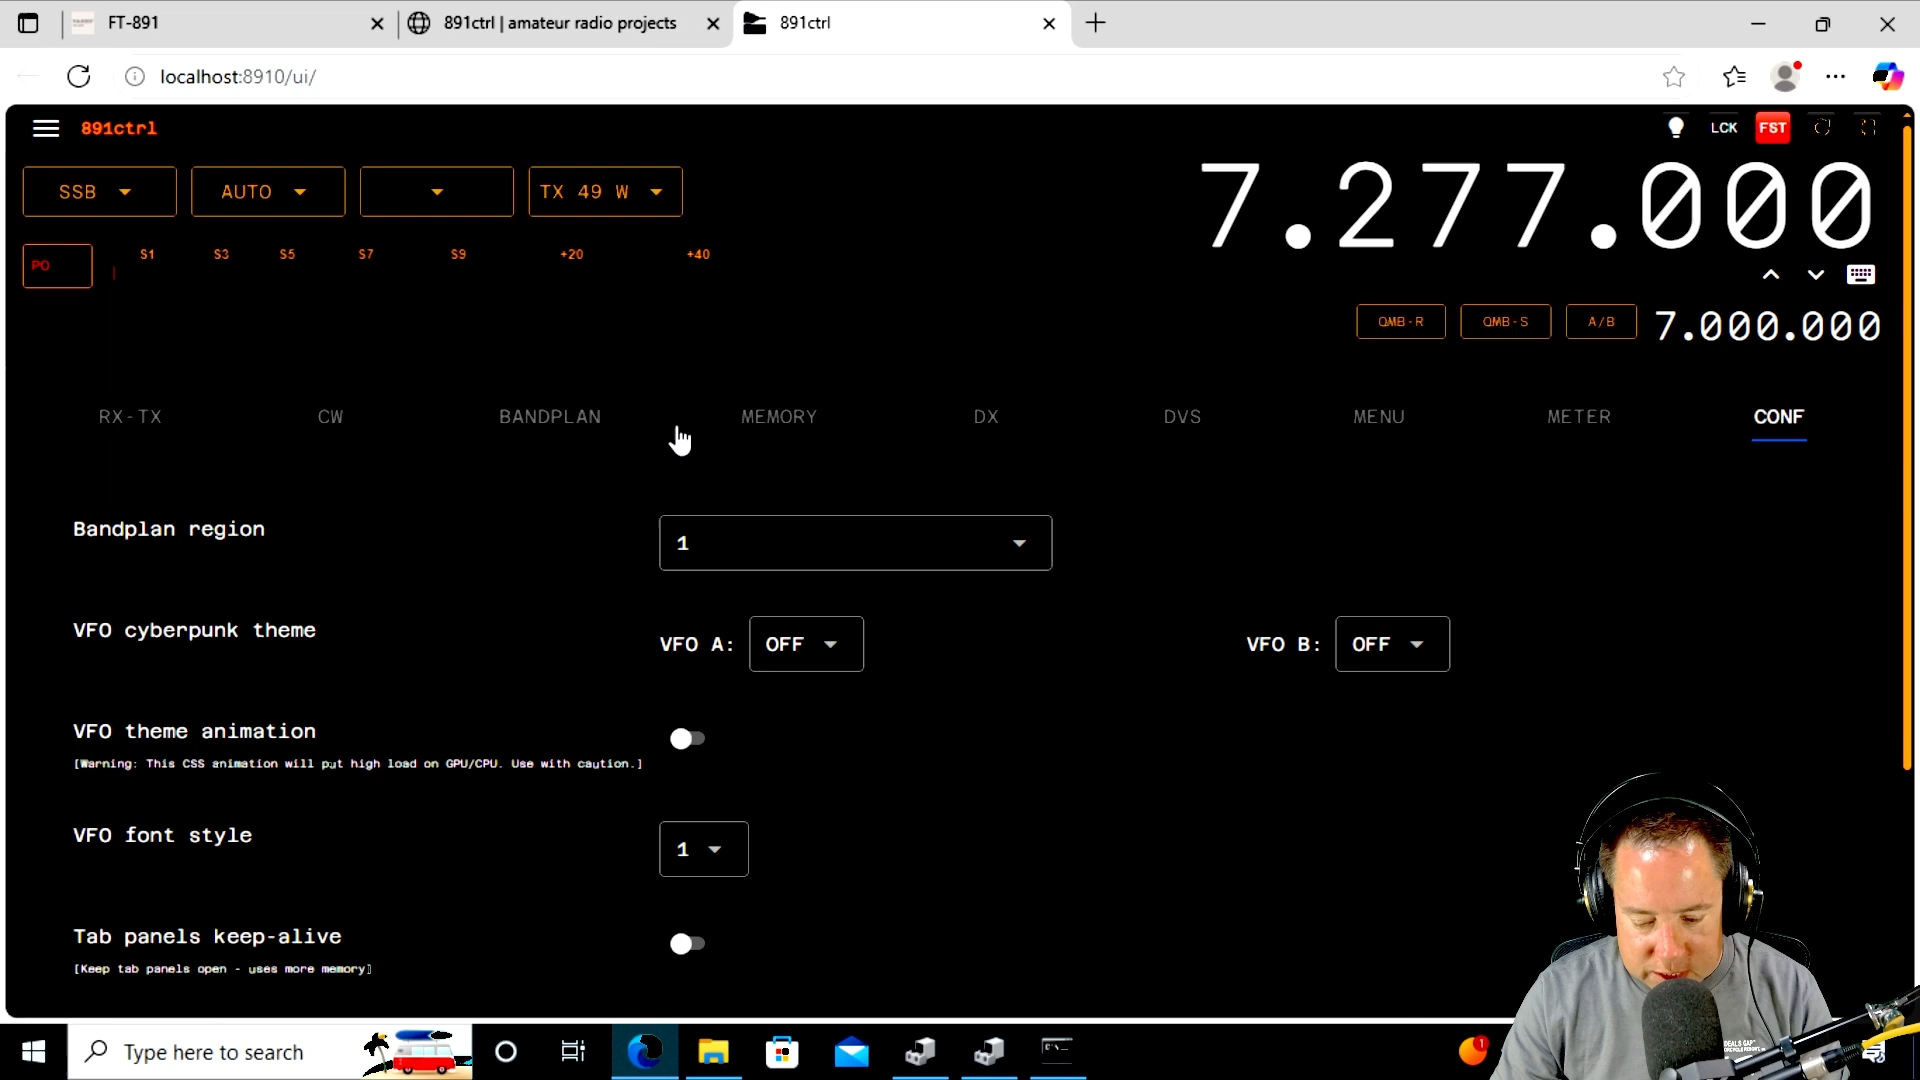 FT-891
891ctrl | amateur radio projects
891ctrl
localhost:8910/ui/
891ctrl
LCK
FST
SSB
AUTO
TX 49 W
7.277.000
PO
S1
S3
S5
S7
S9
+20
+40
QMB-R
QMB-S
A/B
7.000.000
RX-TX
CW
BANDPLAN
MEMORY
DX
DVS
MENU
METER
CONF
Bandplan region
1
VFO cyberpunk theme
VFO A:
OFF
VFO B:
OFF
VFO theme animation
[Warning: This CSS animation will put high load on GPU/CPU. Use with caution.]
VFO font style
1
Tab panels keep-alive
[Keep tab panels open - uses more memory]
Type here to search
1